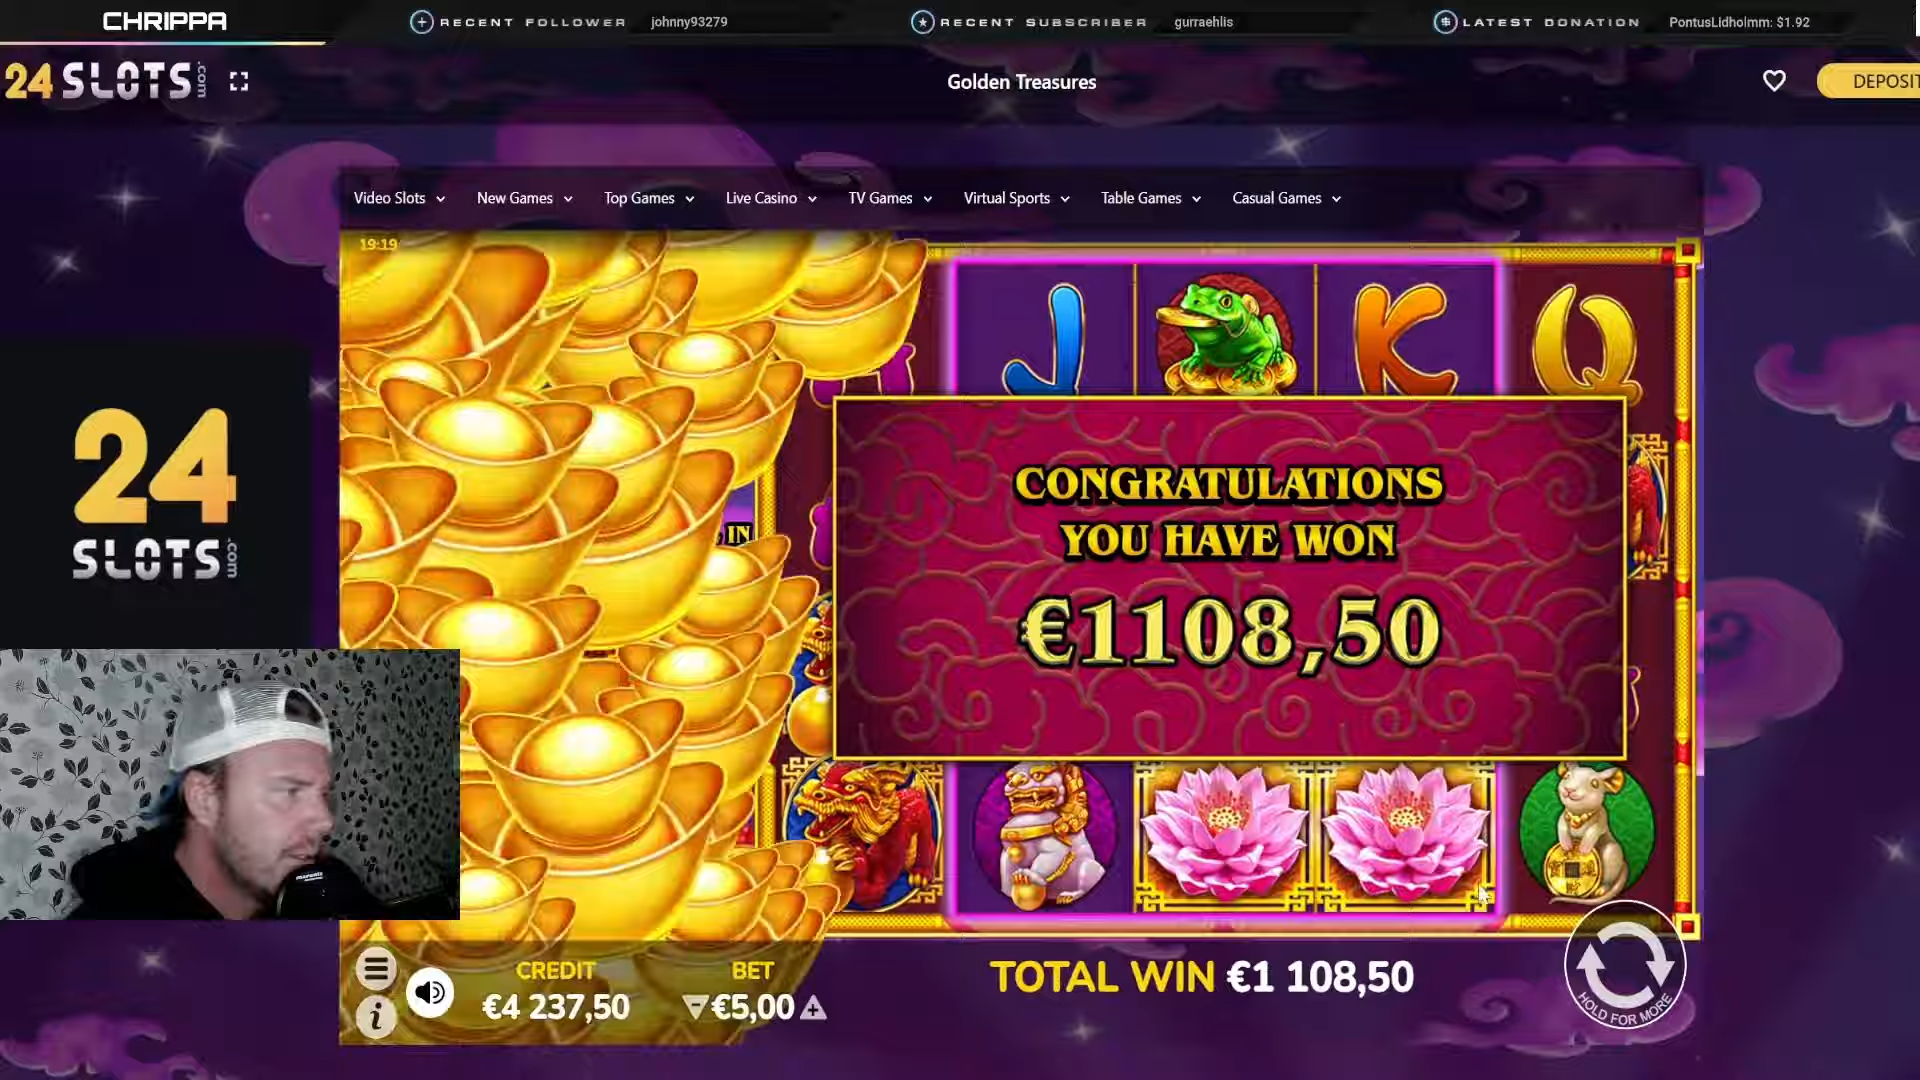 CHRIPPA
RECENT FOLLOWER johnny93279
RECENT SUBSCRIBER gurraehlis
LATEST DONATION PontusLidholmm: $1.92
24 SLOTS.com
Golden Treasures
DEPOSIT
Video Slots
New Games
Top Games
Live Casino
TV Games
Virtual Sports
Table Games
Casual Games
19:19
J
K
Q
24
SLOTS.com
IN
CONGRATULATIONS
YOU HAVE WON
€1108,50
CREDIT
€4 237,50
BET
€5,00
TOTAL WIN €1 108,50
HOLD FOR MORE